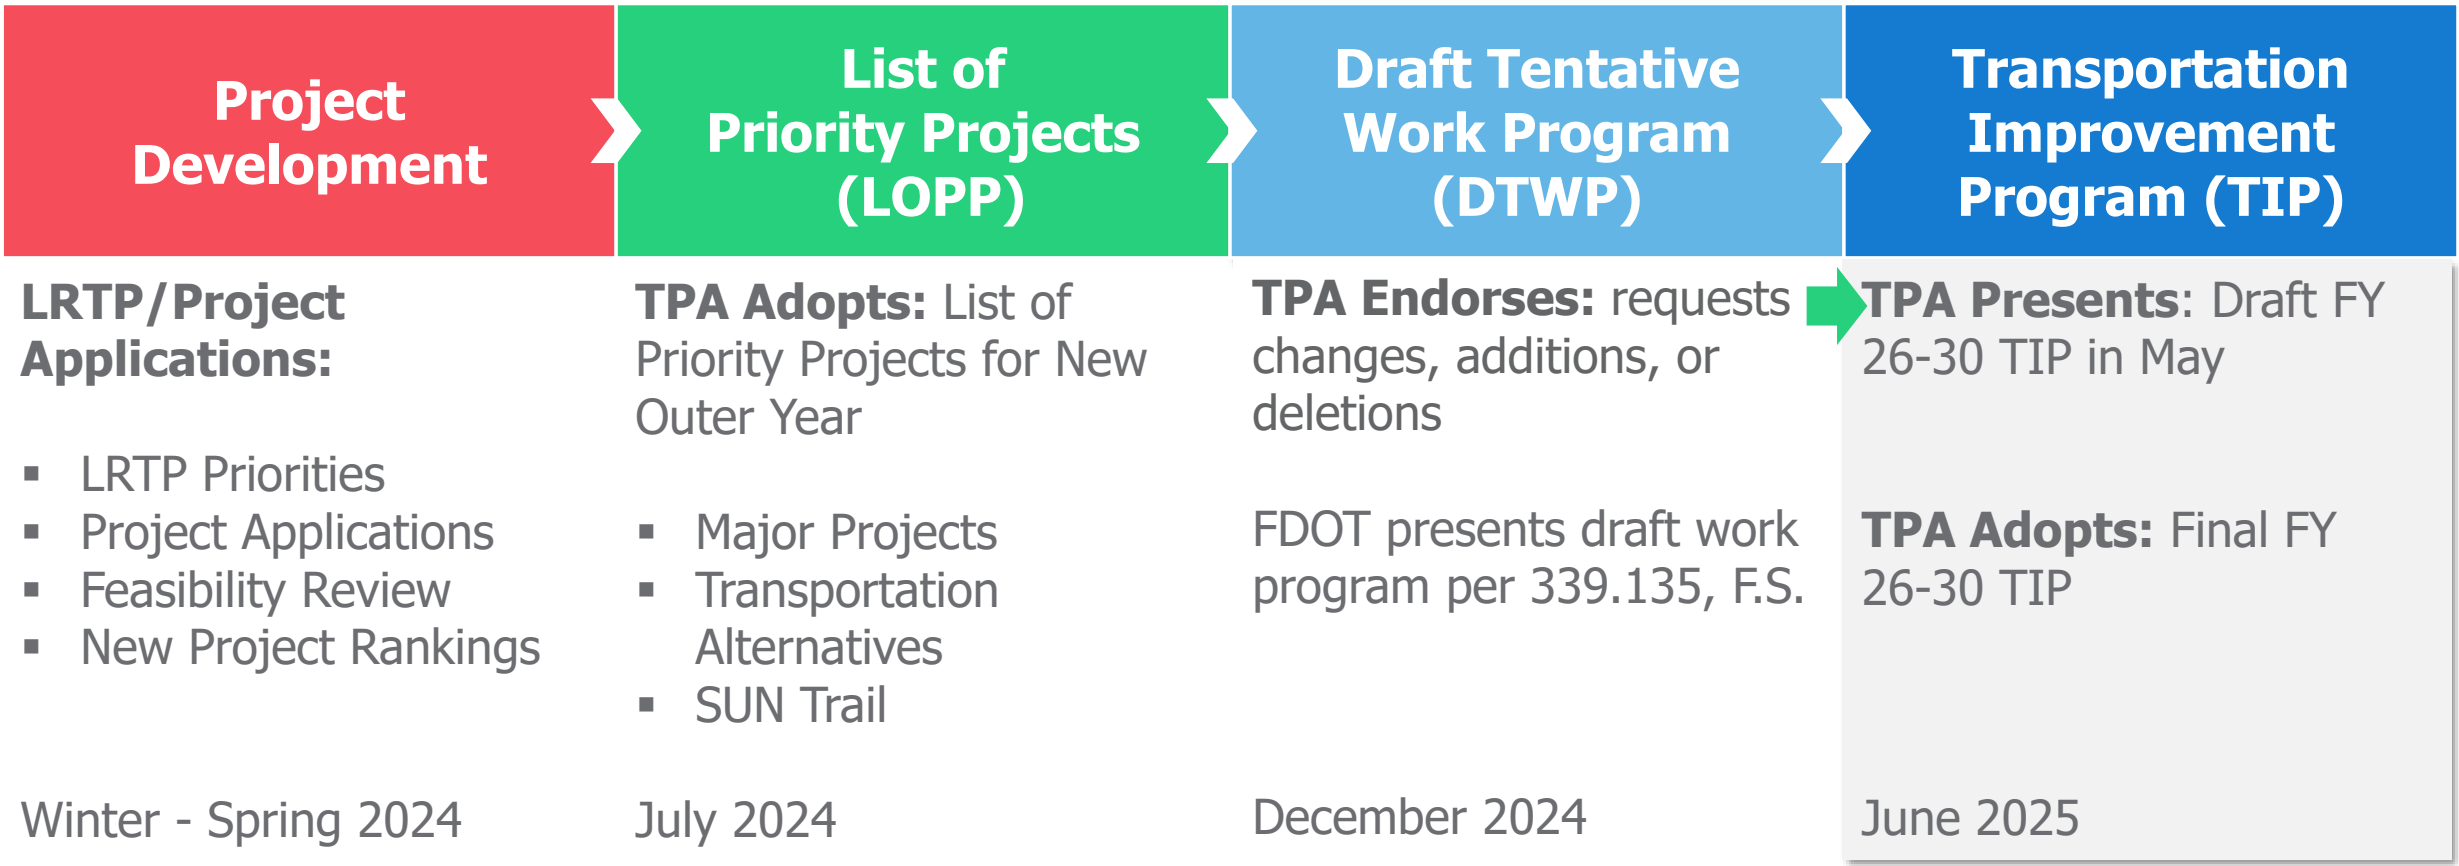 Project
Development
List of
Priority Projects
(LOPP)
Draft Tentative
Work Program
(DTWP)
Transportation
Improvement
Program (TIP)
LRTP/Project
Applications:
▪ LRTP Priorities
▪ Project Applications
▪ Feasibility Review
▪ New Project Rankings
Winter - Spring 2024
TPA Adopts: List of
Priority Projects for New
Outer Year
▪ Major Projects
▪ Transportation
Alternatives
▪ SUN Trail
July 2024
TPA Endorses: requests
changes, additions, or
deletions
FDOT presents draft work
program per 339.135, F.S.
December 2024
TPA Presents: Draft FY
26-30 TIP in May
TPA Adopts: Final FY
26-30 TIP
June 2025